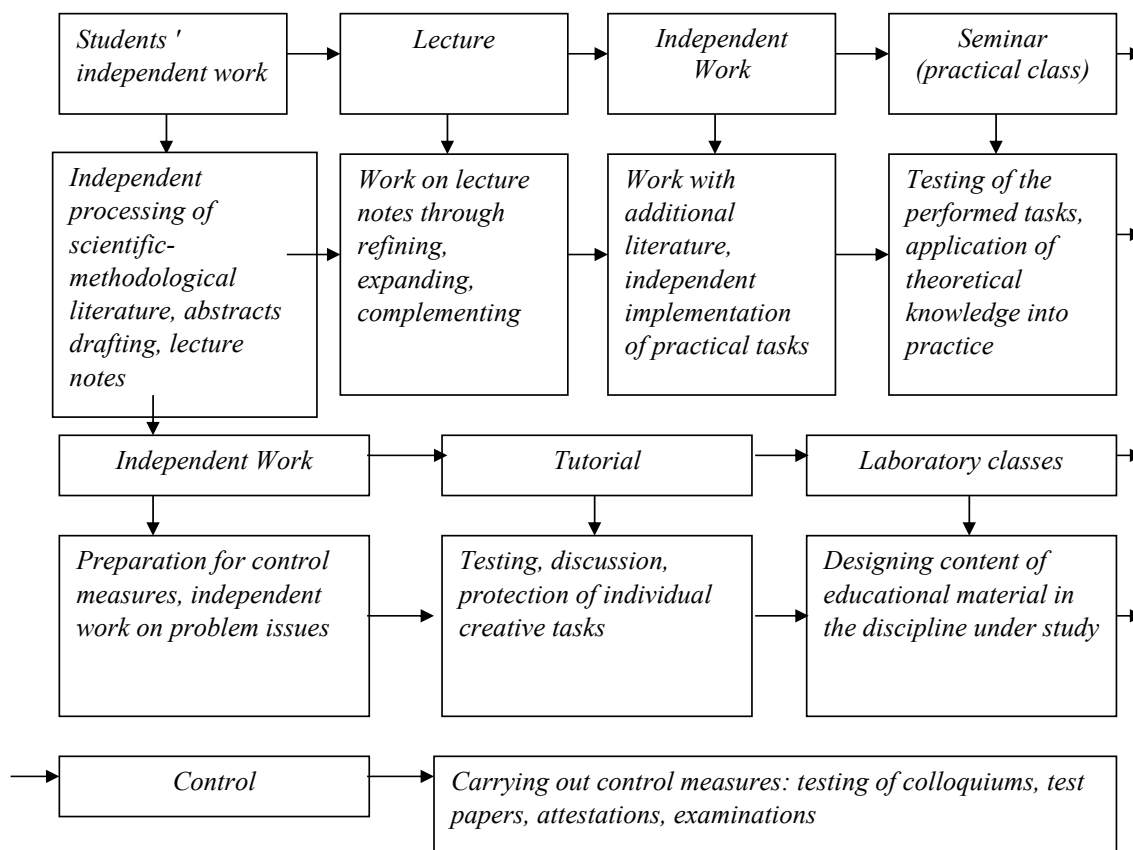 Students '
independent work
Lecture
Independent
Work
Seminar
(practical class)
Independent
processing of
scientific-
methodological
literature, abstracts
drafting, lecture
notes
Work on lecture
notes through
refining,
expanding,
complementing
Work with
additional
literature,
independent
implementation
of practical tasks
Testing of the
performed tasks,
application of
theoretical
knowledge into
practice
Independent Work
Tutorial
Laboratory classes
Preparation for control
measures, independent
work on problem issues
Testing, discussion,
protection of individual
creative tasks
Designing content of
educational material in
the discipline under study
Control
Carrying out control measures: testing of colloquiums, test
papers, attestations, examinations